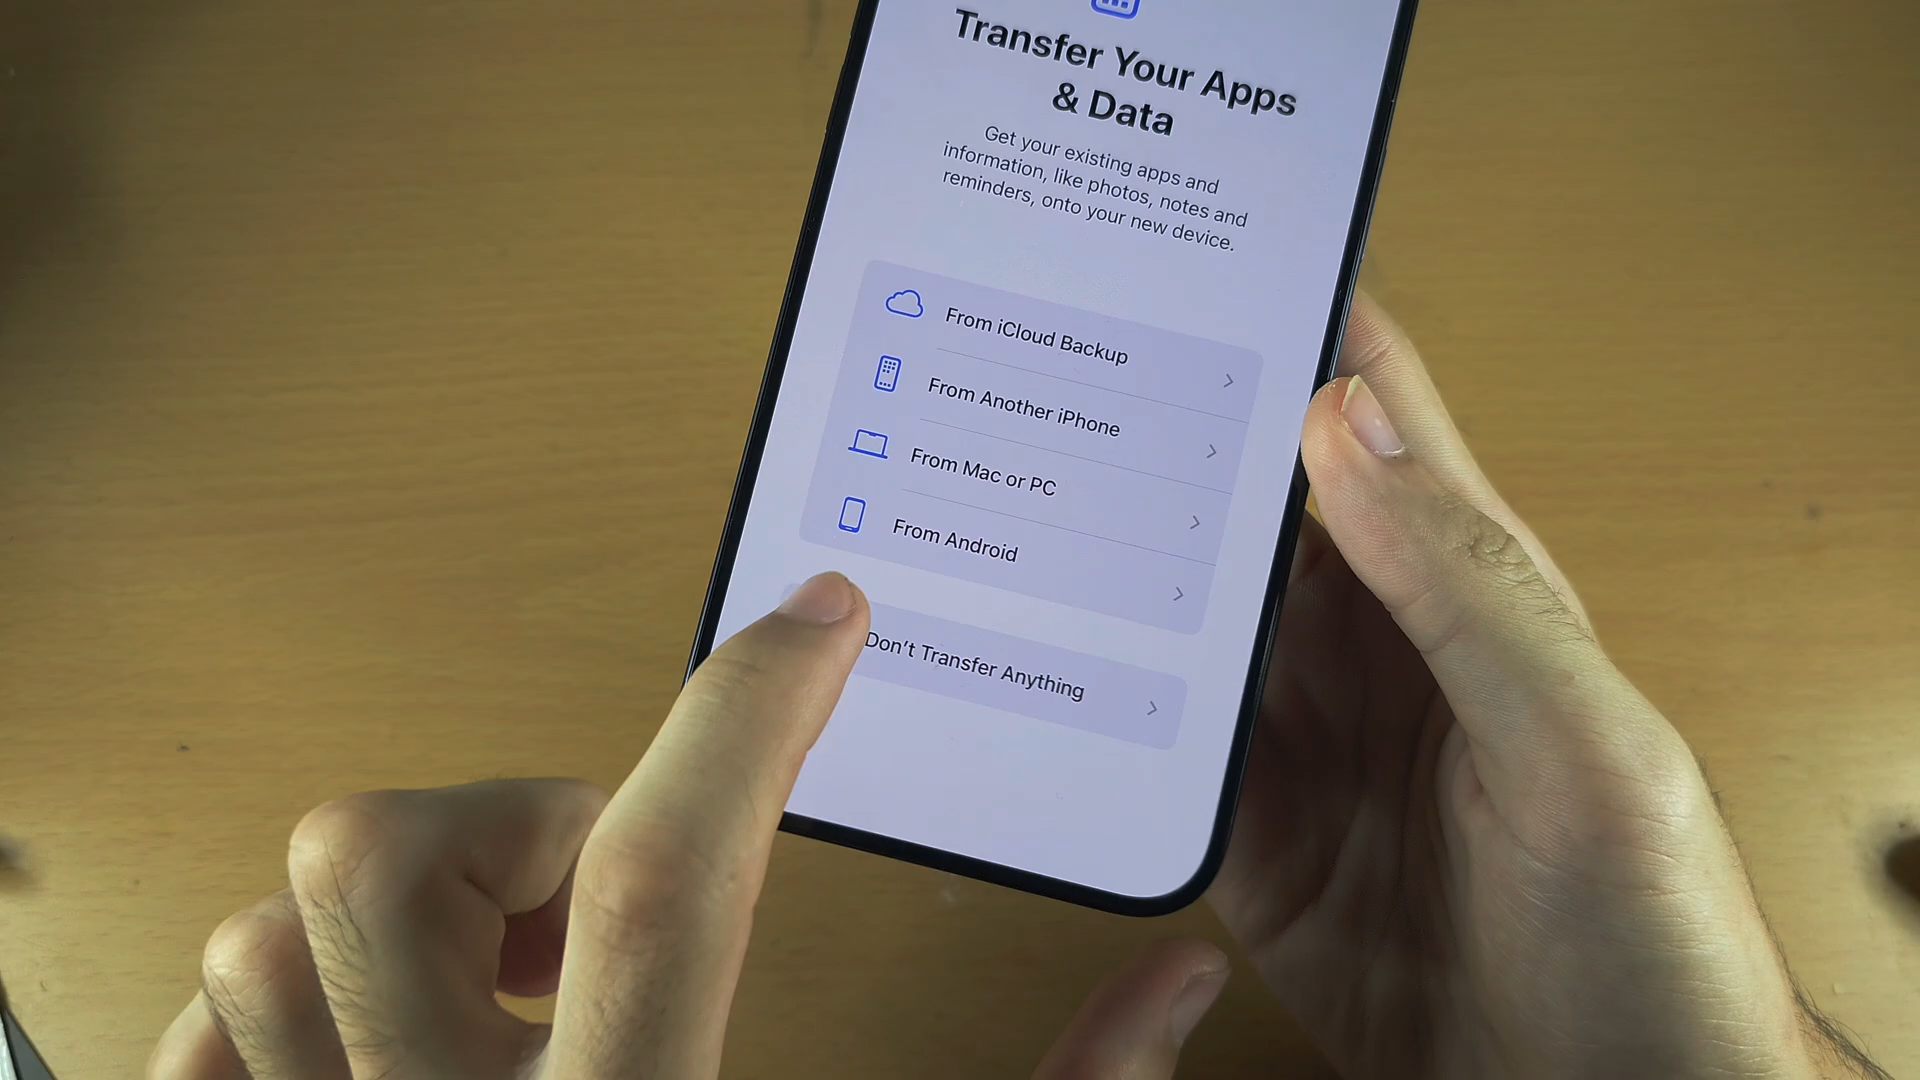 Transfer Your Apps
& Data
Get your existing apps and
information, like photos, notes and
reminders, onto your new device.
From iCloud Backup
From Another iPhone
From Mac or PC
From Android
Don’t Transfer Anything